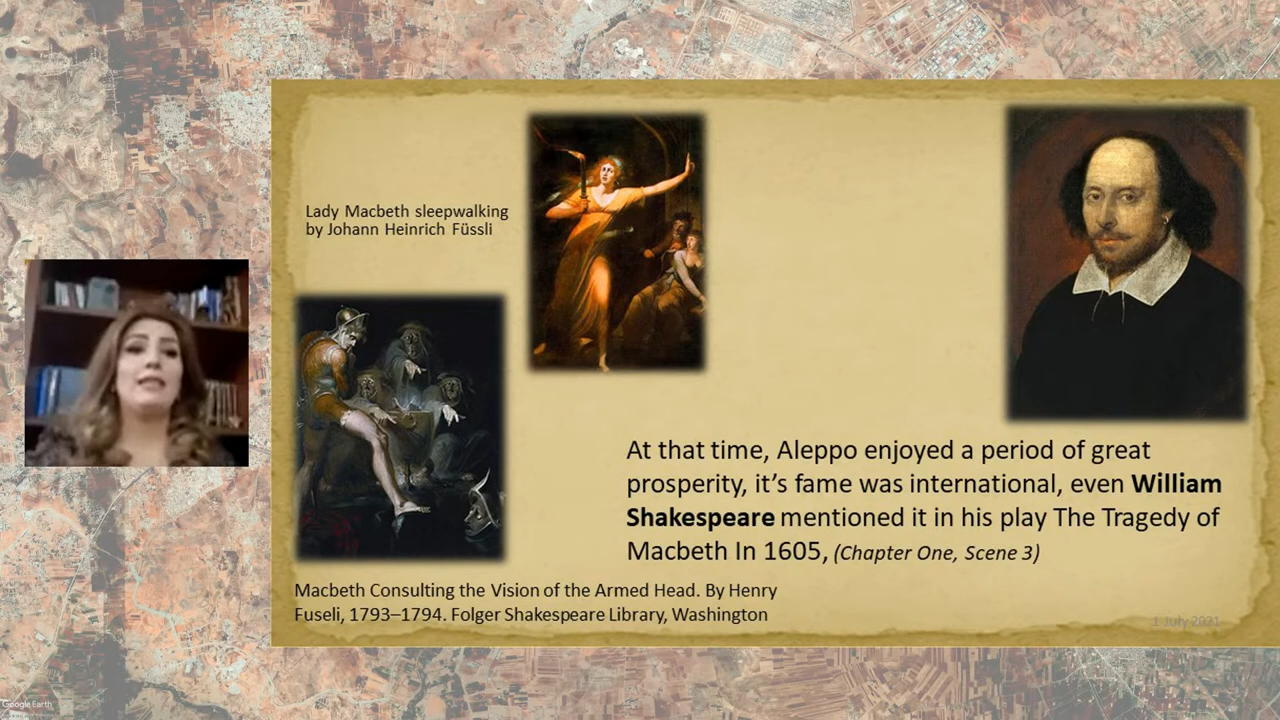 Lady Macbeth sleepwalking
by Johann Heinrich Füssli
At that time, Aleppo enjoyed a period of great
prosperity, it’s fame was international, even William
Shakespeare mentioned it in his play The Tragedy of
Macbeth In 1605, (Chapter One, Scene 3)
Macbeth Consulting the Vision of the Armed Head. By Henry
Fuseli, 1793–1794. Folger Shakespeare Library, Washington
1 July 2021
Google Earth